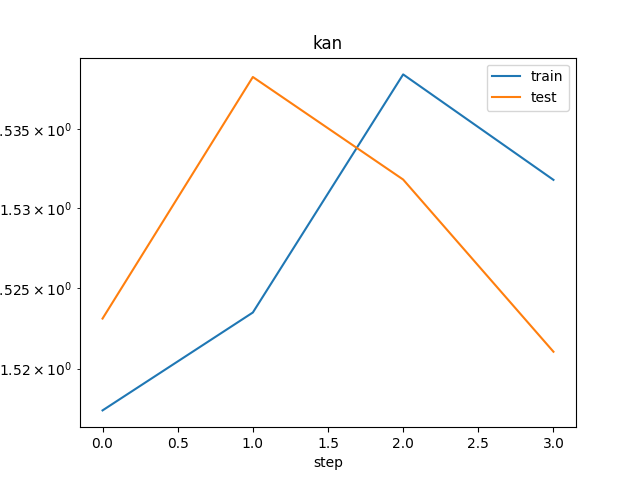 kan
train
test
.535 × 10⁰
1.53 × 10⁰
.525 × 10⁰
1.52 × 10⁰
0.0 0.5 1.0 1.5 2.0 2.5 3.0
step